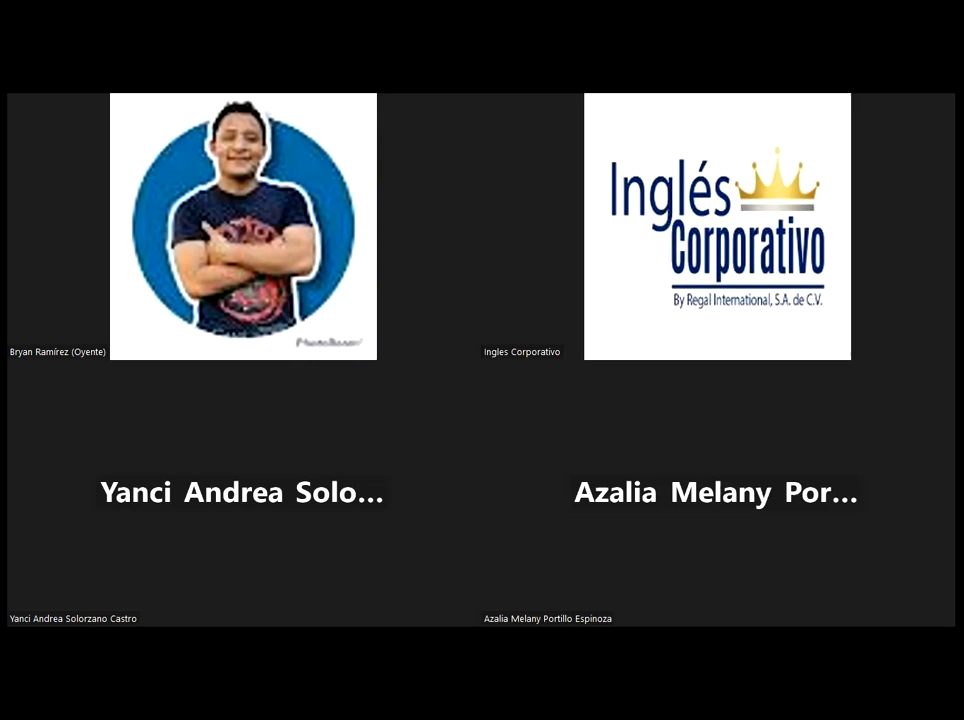 Inglés
Corporativo
By Regal International, S.A. de C.V.
Bryan Ramírez (Oyente)
Ingles Corporativo
Yanci Andrea Solo...
Azalia Melany Por...
Yanci Andrea Solorzano Castro
Azalia Melany Portillo Espinoza